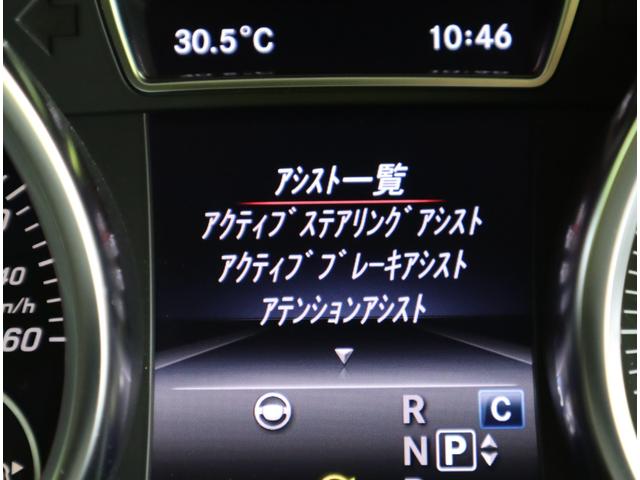 30.5°C 10:46
アシスト一覧
アクティブステアリングアシスト
アクティブブレーキアシスト
アテンションアシスト
40
m/h
60
R C
N P